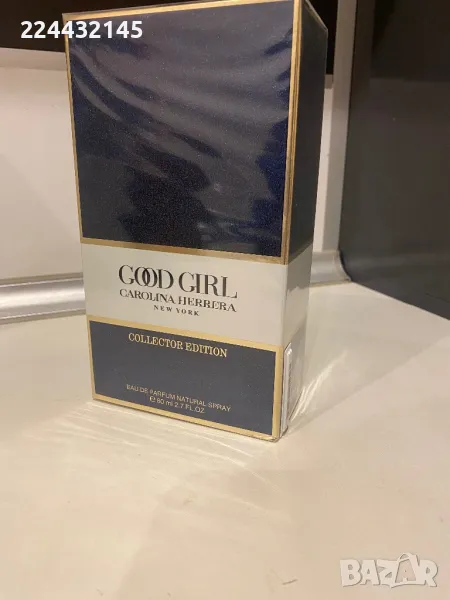 224432145
GOOD GIRL
CAROLINA HERRERA
NEW YORK
COLLECTOR EDITION
EAU DE PARFUM NATURAL SPRAY
℮ 80 ml 2.7 FL.OZ
BAZAR